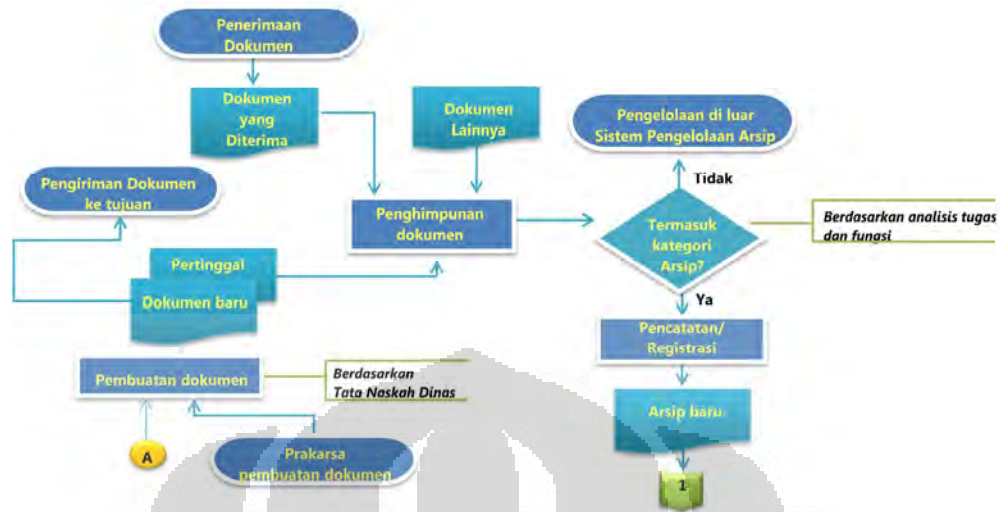 Penerimaan
Dokumen
Dokumen
yang
Diterima
Dokumen
Lainnya
Pengelolaan di luar
Sistem Pengelolaan Arsip
Tidak
Pengiriman Dokumen
ke tujuan
Penghimpunan
dokumen
Termasuk
kategori
Arsip?
Berdasarkan analisis tugas
dan fungsi
Pertinggal
Dokumen baru
Ya
Pencatatan/
Registrasi
Pembuatan dokumen
Berdasarkan
Tata Naskah Dinas
Arsip baru
A
Prakarsa
pembuatan dokumen
1